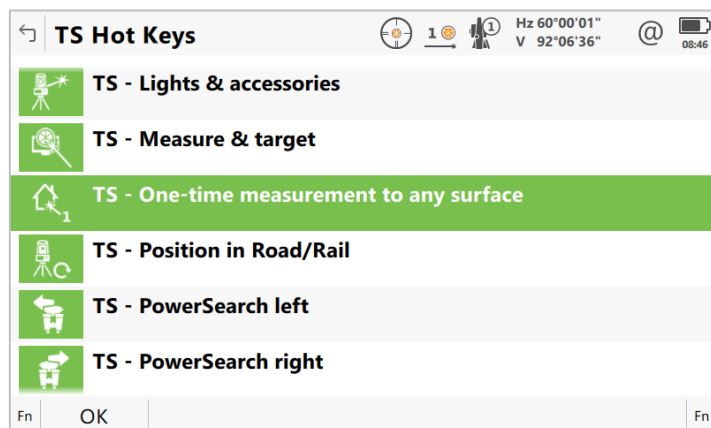 TS Hot Keys
1
1
Hz 60°00'01"
V 92°06'36"
@
08:46
TS - Lights & accessories
TS - Measure & target
1
TS - One-time measurement to any surface
TS - Position in Road/Rail
TS - PowerSearch left
TS - PowerSearch right
Fn OK Fn